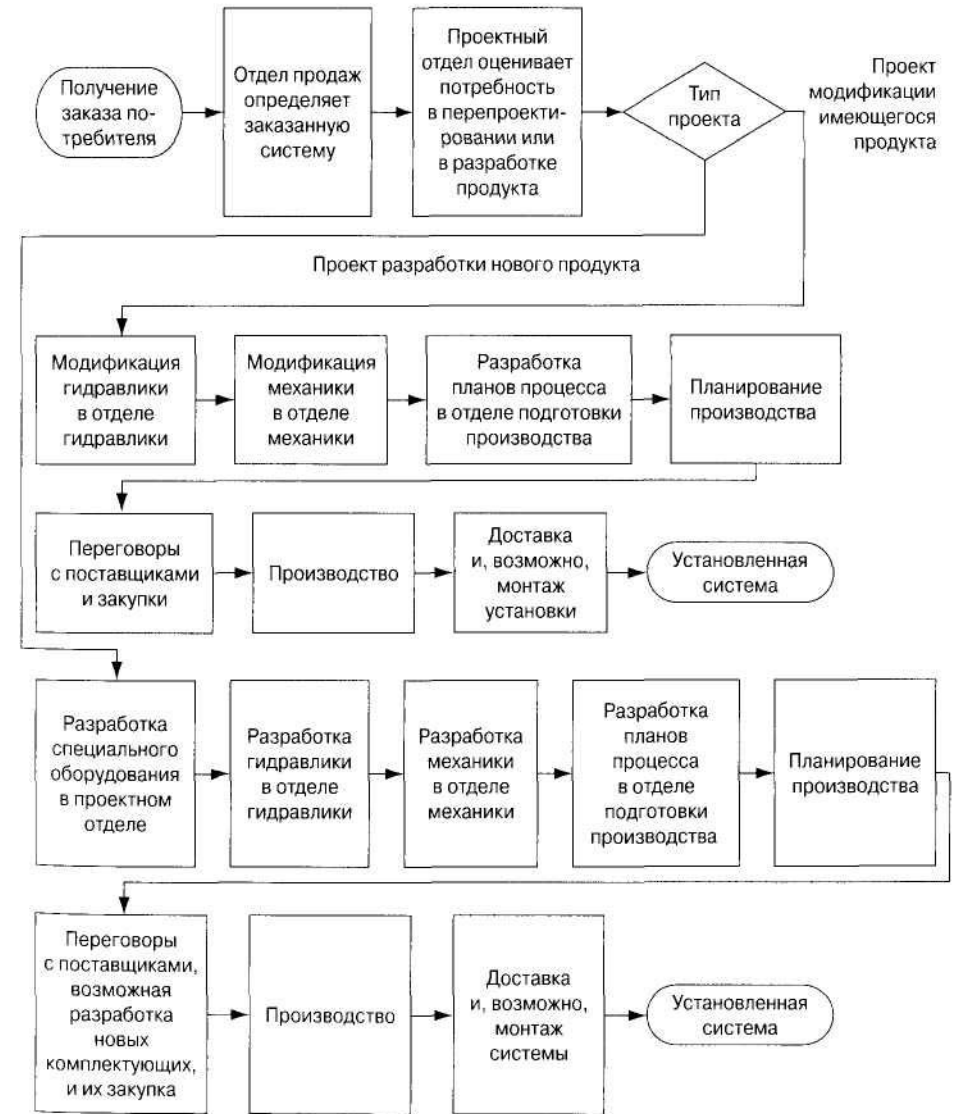 Получение
заказа по-
требителя
Отдел продаж
определяет
заказанную
систему
Проектный
отдел оценивает
потребность
в перепроекти-
ровании или
в разработке
продукта
Тип
проекта
Проект
модификации
имеющегося
продукта
Проект разработки нового продукта
Модификация
гидравлики
в отделе
гидравлики
Модификация
механики
в отделе
механики
Разработка
планов процесса
в отделе подготовки
производства
Планирование
производства
Переговоры
с поставщиками
и закупки
Производство
Доставка
и, возможно,
монтаж
установки
Установленная
система
Разработка
специального
оборудования
в проектном
отделе
Разработка
гидравлики
в отделе
гидравлики
Разработка
механики
в отделе
механики
Разработка
планов
процесса
в отделе
подготовки
производства
Планирование
производства
Переговоры
с поставщиками,
возможная
разработка
новых
комплектующих,
и их закупка
Производство
Доставка
и, возможно,
монтаж
системы
Установленная
система